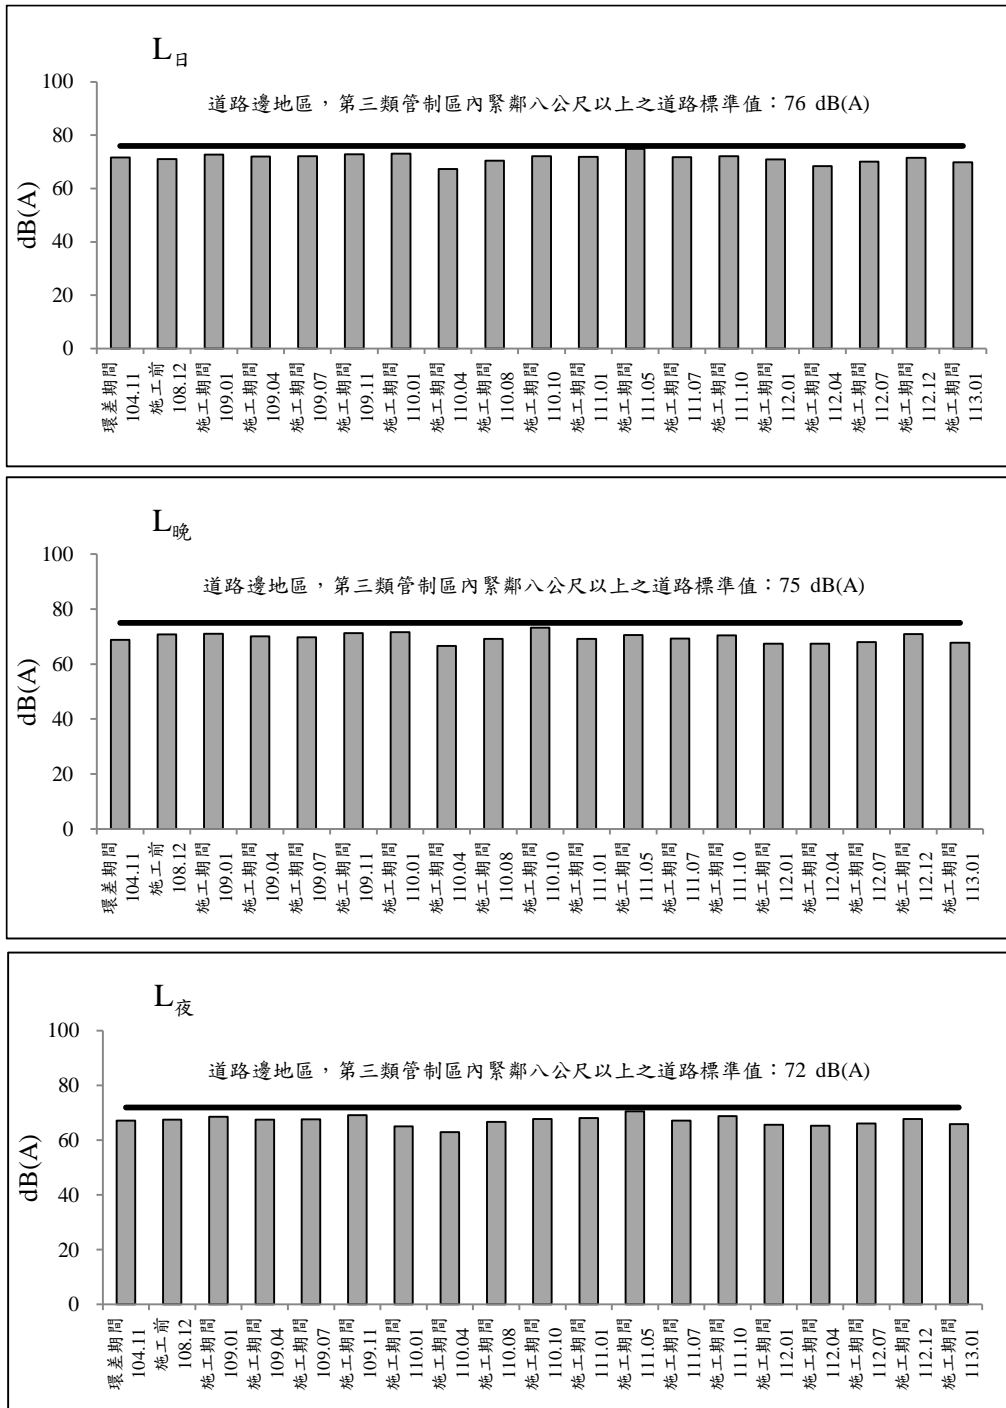 L日
道路邊地區，第三類管制區內緊鄰八公尺以上之道路標準值：76 dB(A)
dB(A)
100
80
60
40
20
0
環差期間 104.11
施工前 108.12
施工期間 109.01
施工期間 109.04
施工期間 109.07
施工期間 109.11
施工期間 110.01
施工期間 110.04
施工期間 110.08
施工期間 110.10
施工期間 111.01
施工期間 111.05
施工期間 111.07
施工期間 111.10
施工期間 112.01
施工期間 112.04
施工期間 112.07
施工期間 112.12
施工期間 113.01
L晚
道路邊地區，第三類管制區內緊鄰八公尺以上之道路標準值：75 dB(A)
dB(A)
100
80
60
40
20
0
環差期間 104.11
施工前 108.12
施工期間 109.01
施工期間 109.04
施工期間 109.07
施工期間 109.11
施工期間 110.01
施工期間 110.04
施工期間 110.08
施工期間 110.10
施工期間 111.01
施工期間 111.05
施工期間 111.07
施工期間 111.10
施工期間 112.01
施工期間 112.04
施工期間 112.07
施工期間 112.12
施工期間 113.01
L夜
道路邊地區，第三類管制區內緊鄰八公尺以上之道路標準值：72 dB(A)
dB(A)
100
80
60
40
20
0
環差期間 104.11
施工前 108.12
施工期間 109.01
施工期間 109.04
施工期間 109.07
施工期間 109.11
施工期間 110.01
施工期間 110.04
施工期間 110.08
施工期間 110.10
施工期間 111.01
施工期間 111.05
施工期間 111.07
施工期間 111.10
施工期間 112.01
施工期間 112.04
施工期間 112.07
施工期間 112.12
施工期間 113.01